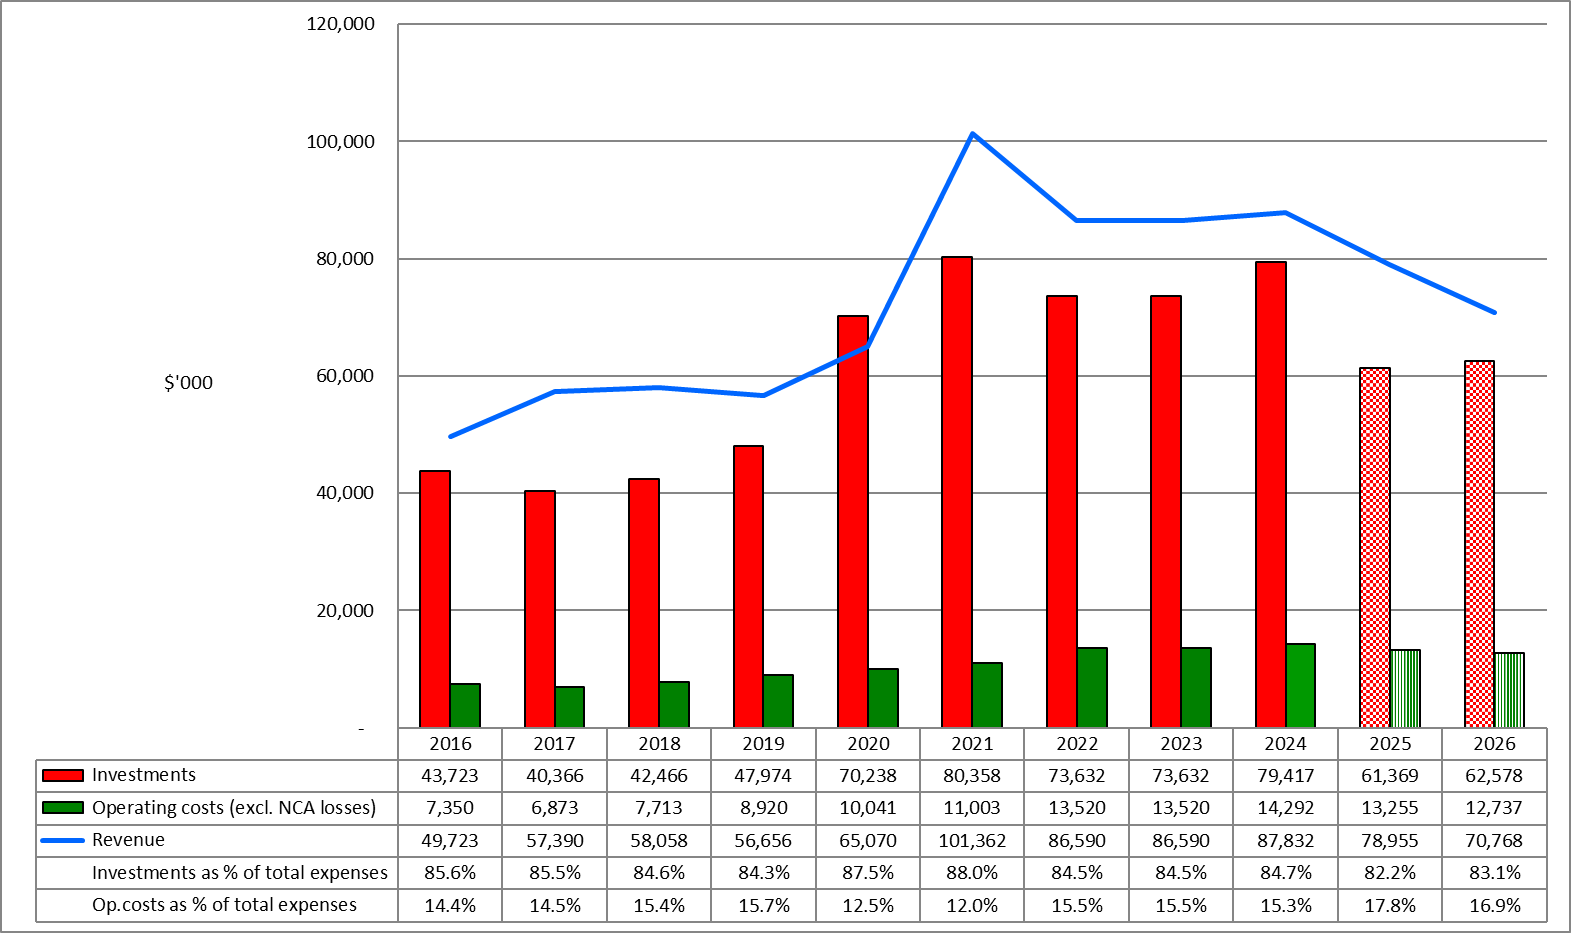 120,000
100,000
80,000
60,000
$'000
40,000
20,000
-
2016 2017 2018 2019 2020 2021 2022 2023 2024 2025 2026
Investments 43,723 40,366 42,466 47,974 70,238 80,358 73,632 73,632 79,417 61,369 62,578
Operating costs (excl. NCA losses) 7,350 6,873 7,713 8,920 10,041 11,003 13,520 13,520 14,292 13,255 12,737
Revenue 49,723 57,390 58,058 56,656 65,070 101,362 86,590 86,590 87,832 78,955 70,768
Investments as % of total expenses 85.6% 85.5% 84.6% 84.3% 87.5% 88.0% 84.5% 84.5% 84.7% 82.2% 83.1%
Op.costs as % of total expenses 14.4% 14.5% 15.4% 15.7% 12.5% 12.0% 15.5% 15.5% 15.3% 17.8% 16.9%